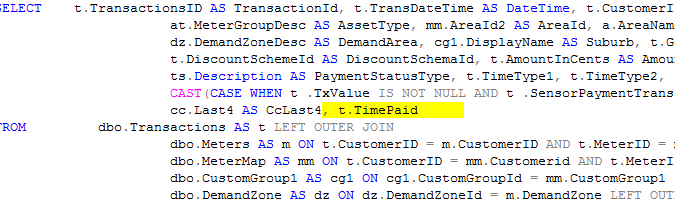 SELECT t.TransactionsID AS TransactionId, t.TransDateTime AS DateTime, t.CustomerI
at.MeterGroupDesc AS AssetType, mm.AreaId2 AS AreaId, a.AreaNam
dz.DemandZoneDesc AS DemandArea, cg1.DisplayName AS Suburb, t.G
t.DiscountSchemeId AS DiscountSchemaId, t.AmountInCents AS Amou
ts.Description AS PaymentStatusType, t.TimeType1, t.TimeType2,
CAST(CASE WHEN t .TxValue IS NOT NULL AND t .SensorPaymentTrans
cc.Last4 AS CcLast4, t.TimePaid
FROM dbo.Transactions AS t LEFT OUTER JOIN
dbo.Meters AS m ON t.CustomerID = m.CustomerID AND t.MeterID = m
dbo.MeterMap AS mm ON t.CustomerID = mm.Customerid AND t.MeterI
dbo.CustomGroup1 AS cg1 ON cg1.CustomGroupId = mm.CustomGroup1
dbo.DemandZone AS dz ON dz.DemandZoneId = m.DemandZone LEFT OUT